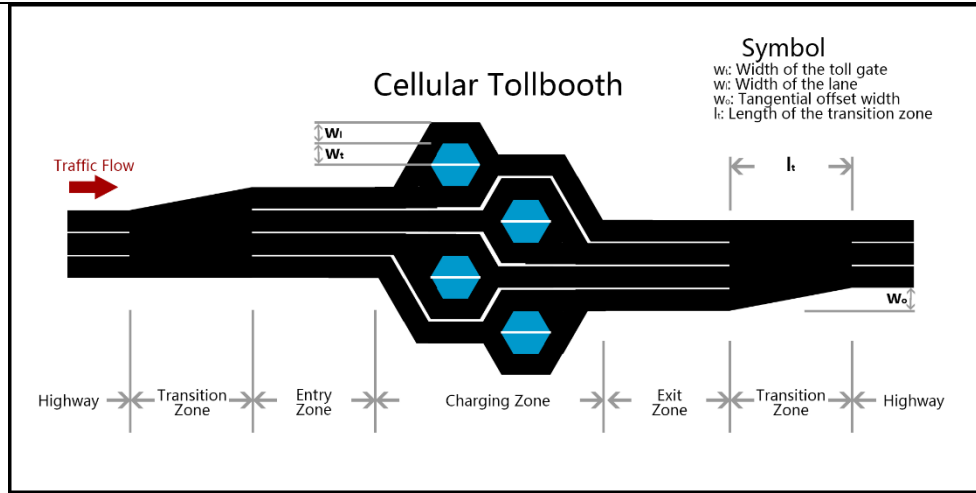 Symbol
wₜ: Width of the toll gate
wₗ: Width of the lane
wₒ: Tangential offset width
lₜ: Length of the transition zone
Cellular Tollbooth
Wₗ
Wₜ
Traffic Flow
lₜ
Wₒ
Highway
Transition
Zone
Entry
Zone
Charging Zone
Exit
Zone
Transition
Zone
Highway